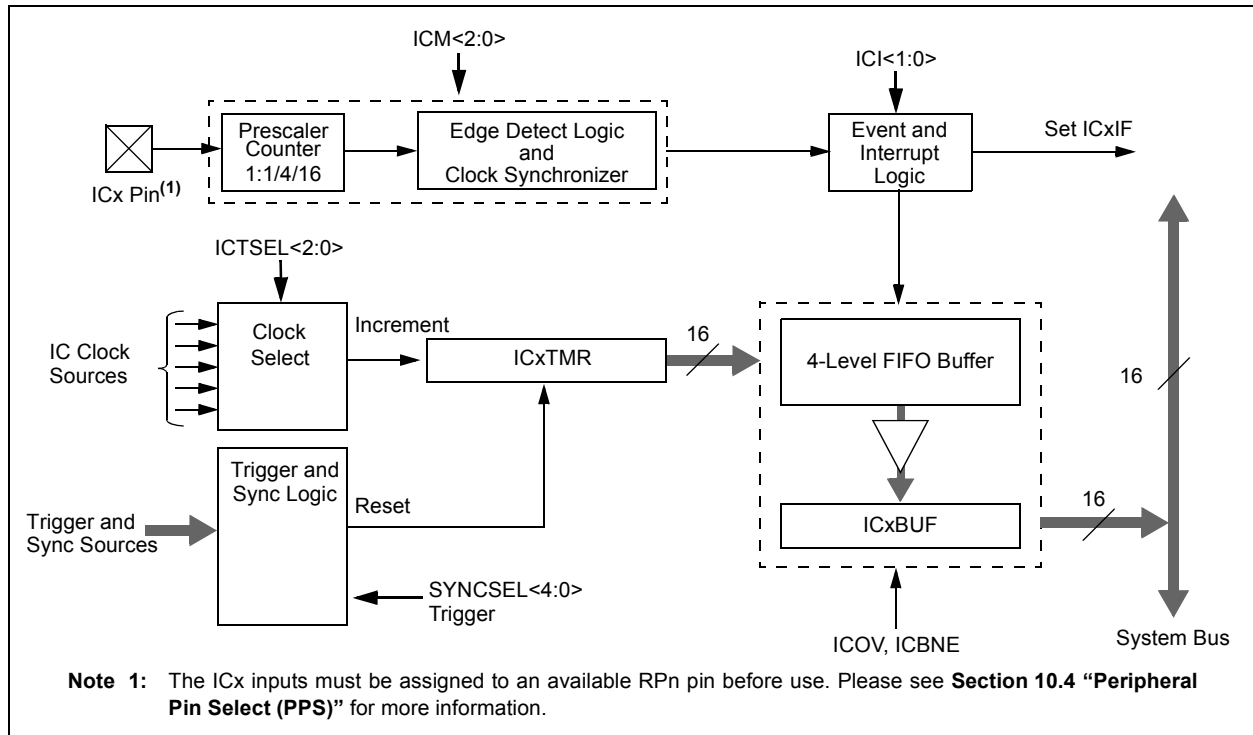 ICM<2:0>
ICI<1:0>
Prescaler
Counter
1:1/4/16
Edge Detect Logic
and
Clock Synchronizer
Event and
Interrupt
Logic
Set ICxIF
ICx Pin(1)
ICTSEL<2:0>
IC Clock
Sources
Clock
Select
Increment
ICxTMR
16
4-Level FIFO Buffer
16
Trigger and
Sync Logic
Reset
Trigger and
Sync Sources
SYNCSEL<4:0>
Trigger
ICxBUF
16
ICOV, ICBNE
System Bus
Note 1: The ICx inputs must be assigned to an available RPn pin before use. Please see Section 10.4 “Peripheral
Pin Select (PPS)” for more information.